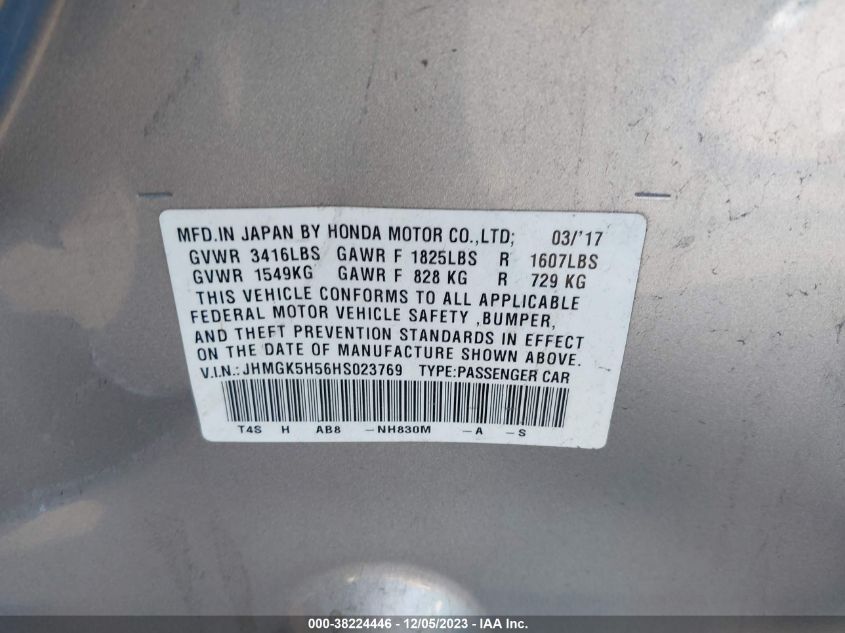 MFD.IN JAPAN BY HONDA MOTOR CO.,LTD; 03/'17
GVWR 3416LBS GAWR F 1825LBS R 1607LBS
GVWR 1549KG GAWR F 828 KG R 729 KG
THIS VEHICLE CONFORMS TO ALL APPLICABLE
FEDERAL MOTOR VEHICLE SAFETY ,BUMPER,
AND THEFT PREVENTION STANDARDS IN EFFECT
ON THE DATE OF MANUFACTURE SHOWN ABOVE.
V.I.N.: JHMGK5H56HS023769 TYPE:PASSENGER CAR
T4S H AB8 -NH830M -A -S
000-38224446 - 12/05/2023 - IAA Inc.